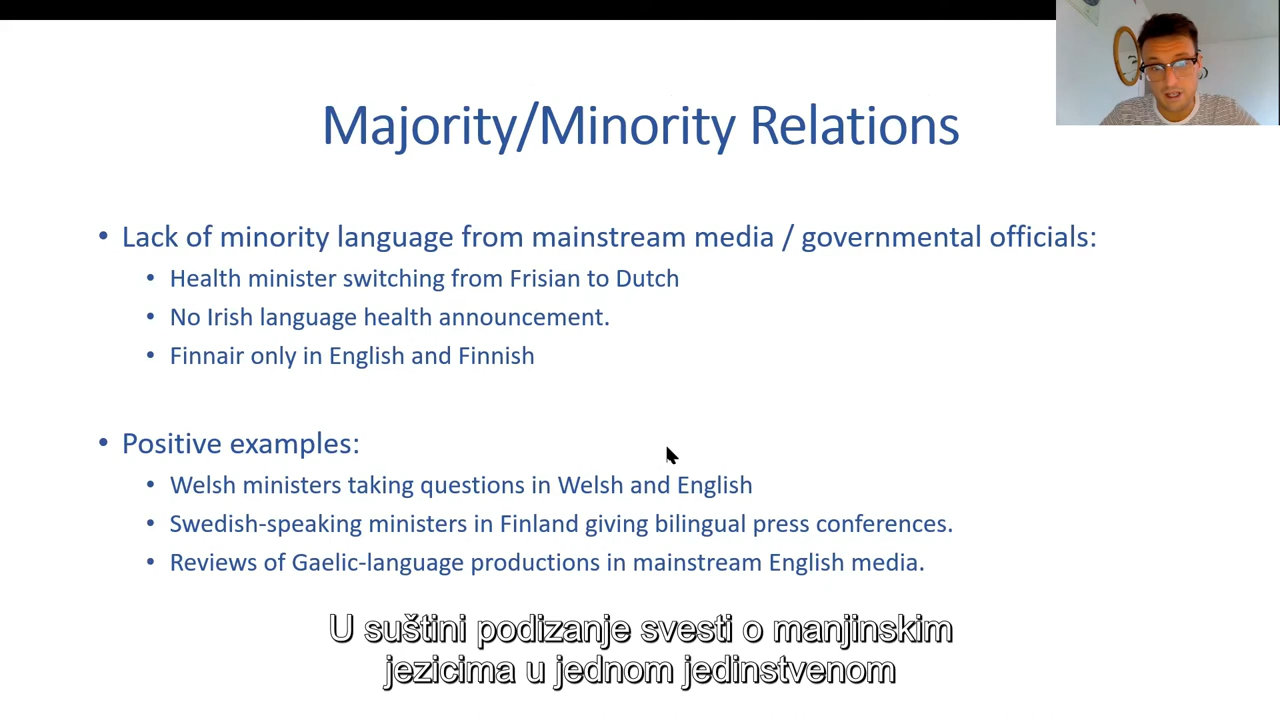 Majority/Minority Relations
• Lack of minority language from mainstream media / governmental officials:
• Health minister switching from Frisian to Dutch
• No Irish language health announcement.
• Finnair only in English and Finnish
• Positive examples:
• Welsh ministers taking questions in Welsh and English
• Swedish-speaking ministers in Finland giving bilingual press conferences.
• Reviews of Gaelic-language productions in mainstream English media.
U suštini podizanje svesti o manjinskim
jezicima u jednom jedinstvenom